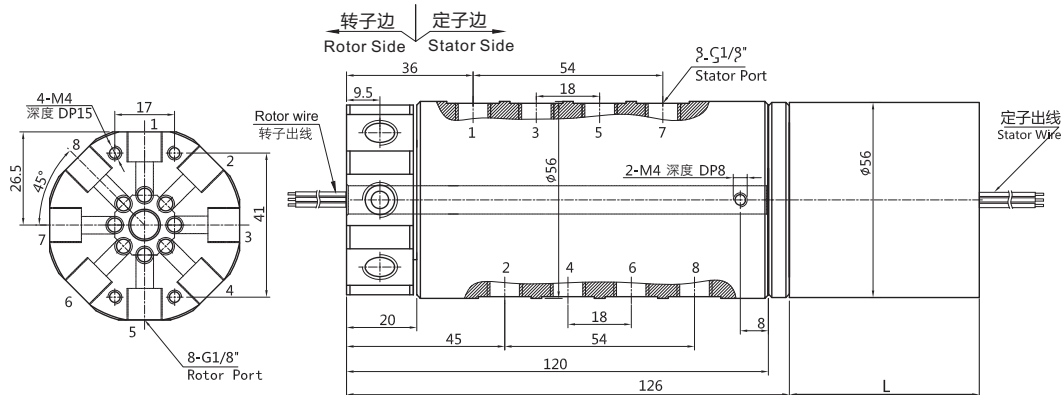 转子边
定子边
Rotor Side
Stator Side
36
54
8-G1/8"
Stator Port
9.5
18
4-M4
深度 DP15
17
Rotor wire
转子出线
定子出线
Stator Wire
1
3
5
7
1
2
3
4
5
6
7
8
26.5
45°
41
ϕ56
2-M4 深度 DP8
ϕ56
2
4
6
8
18
20
45
54
8
8-G1/8"
Rotor Port
120
126
L